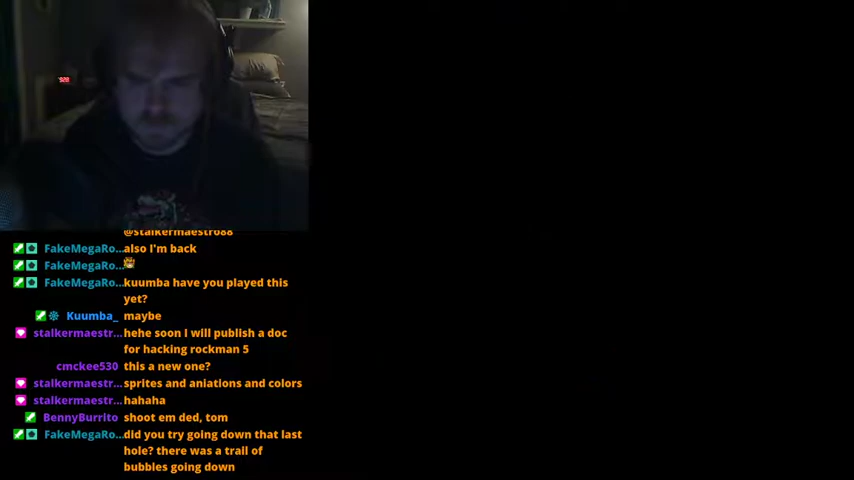 @stalkermaestro88
FakeMegaRo... also I'm back
FakeMegaRo...
FakeMegaRo... kuumba have you played this
yet?
Kuumba_ maybe
stalkermaestr... hehe soon I will publish a doc
for hacking rockman 5
cmckee530 this a new one?
stalkermaestr... sprites and aniations and colors
stalkermaestr... hahaha
BennyBurrito shoot em ded, tom
FakeMegaRo... did you try going down that last
hole? there was a trail of
bubbles going down